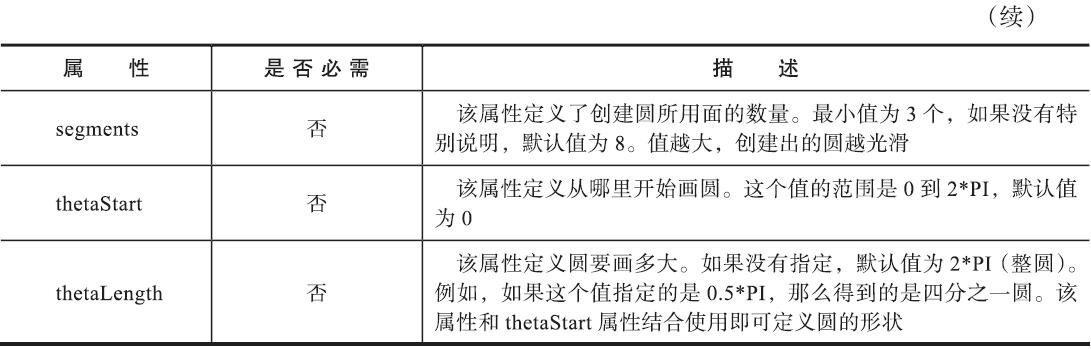 （续）
属 性 是否必需 描 述
segments 否 该属性定义了创建圆所用面的数量。最小值为 3 个，如果没有特
别说明，默认值为 8。值越大，创建出的圆越光滑
thetaStart 否 该属性定义从哪里开始画圆。这个值的范围是 0 到 2*PI，默认值
为 0
thetaLength 否 该属性定义圆要画多大。如果没有指定，默认值为 2*PI（整圆）。
例如，如果这个值指定的是 0.5*PI，那么得到的是四分之一圆。该
属性和 thetaStart 属性结合使用即可定义圆的形状